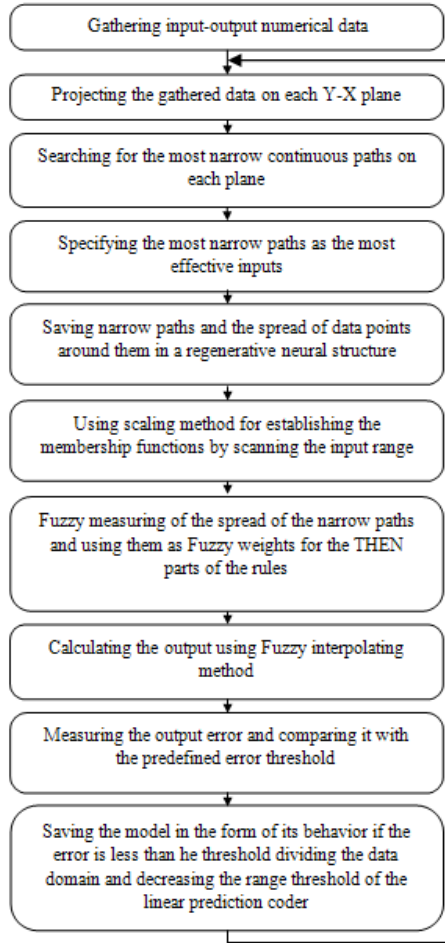 Gathering input-output numerical data
Projecting the gathered data on each Y-X plane
Searching for the most narrow continuous paths on
each plane
Specifying the most narrow paths as the most
effective inputs
Saving narrow paths and the spread of data points
around them in a regenerative neural structure
Using scaling method for establishing the
membership functions by scanning the input range
Fuzzy measuring of the spread of the narrow paths
and using them as Fuzzy weights for the THEN
parts of the rules
Calculating the output using Fuzzy interpolating
method
Measuring the output error and comparing it with
the predefined error threshold
Saving the model in the form of its behavior if the
error is less than he threshold dividing the data
domain and decreasing the range threshold of the
linear prediction coder